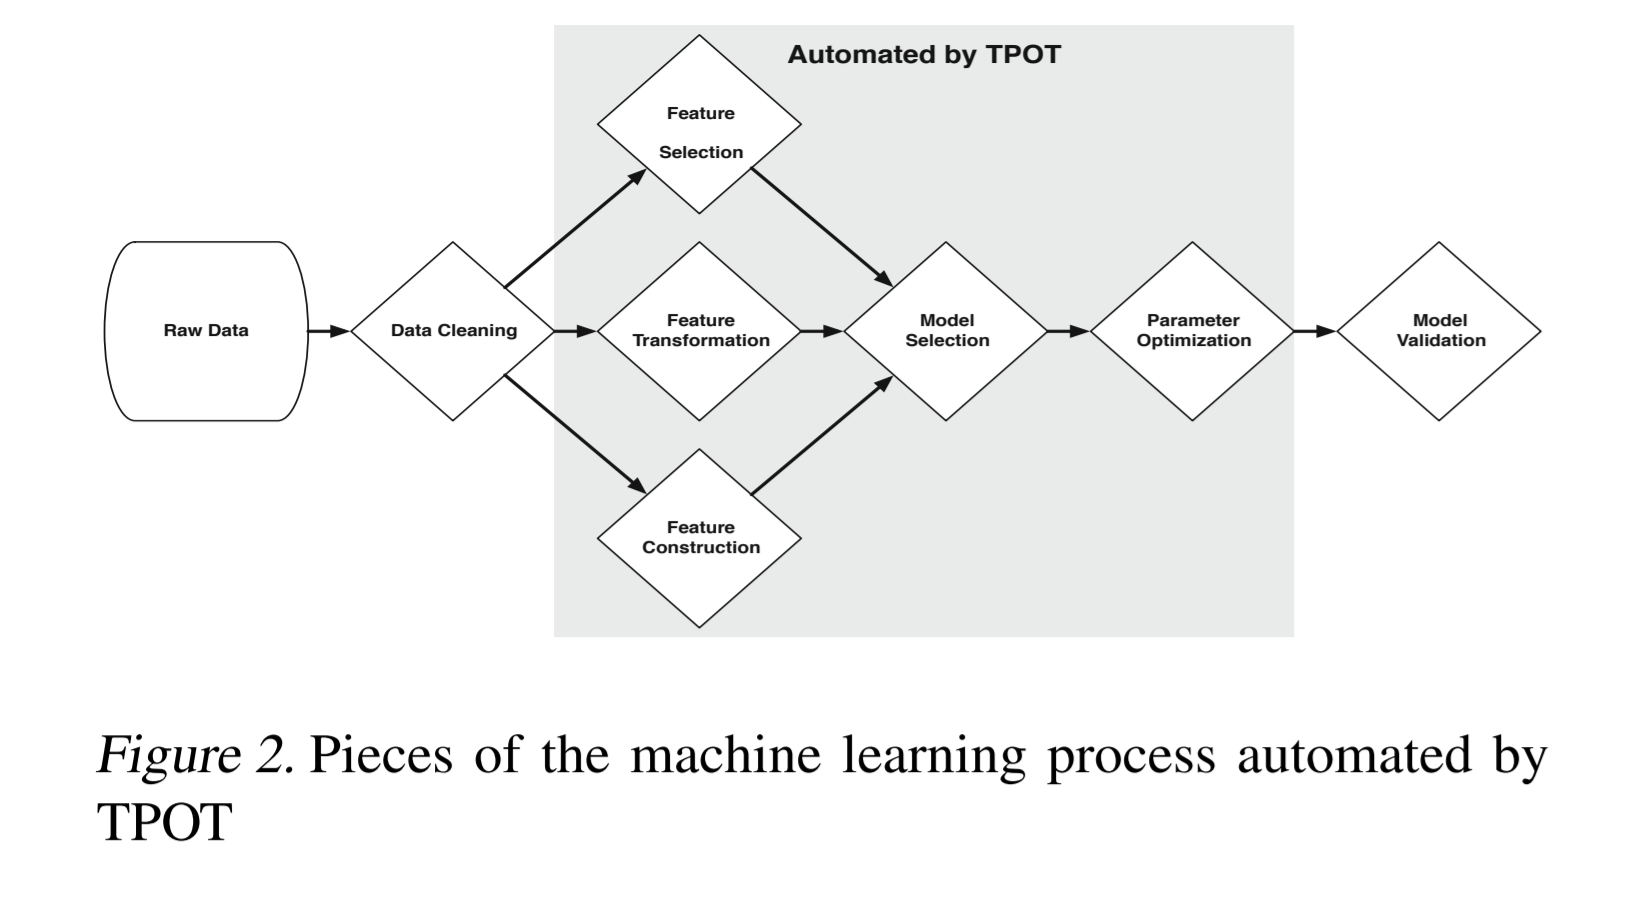 Automated by TPOT
Feature
Selection
Raw Data
Data Cleaning
Feature
Transformation
Model
Selection
Parameter
Optimization
Model
Validation
Feature
Construction
Figure 2. Pieces of the machine learning process automated by
TPOT